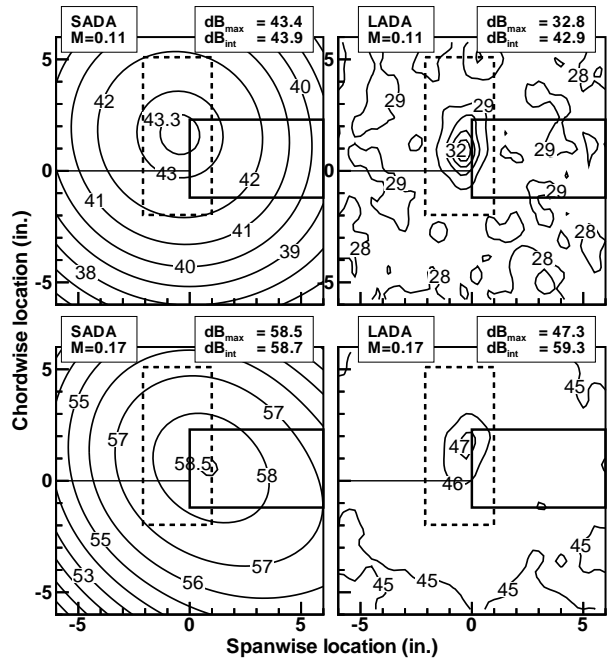 SADA
M=0.11
dBmax = 43.4
dBint = 43.9
LADA
M=0.11
dBmax = 32.8
dBint = 42.9
5
0
-5
42
43.3
43
42
41
41
40
40
39
38
29
28
29
32
29
29
29
28
28
28
SADA
M=0.17
dBmax = 58.5
dBint = 58.7
LADA
M=0.17
dBmax = 47.3
dBint = 59.3
5
0
-5
55
57
57
58.5
58
57
56
55
53
45
47
46
45
45
45
45
-5 0 5
-5 0 5
Chordwise location (in.)
Spanwise location (in.)